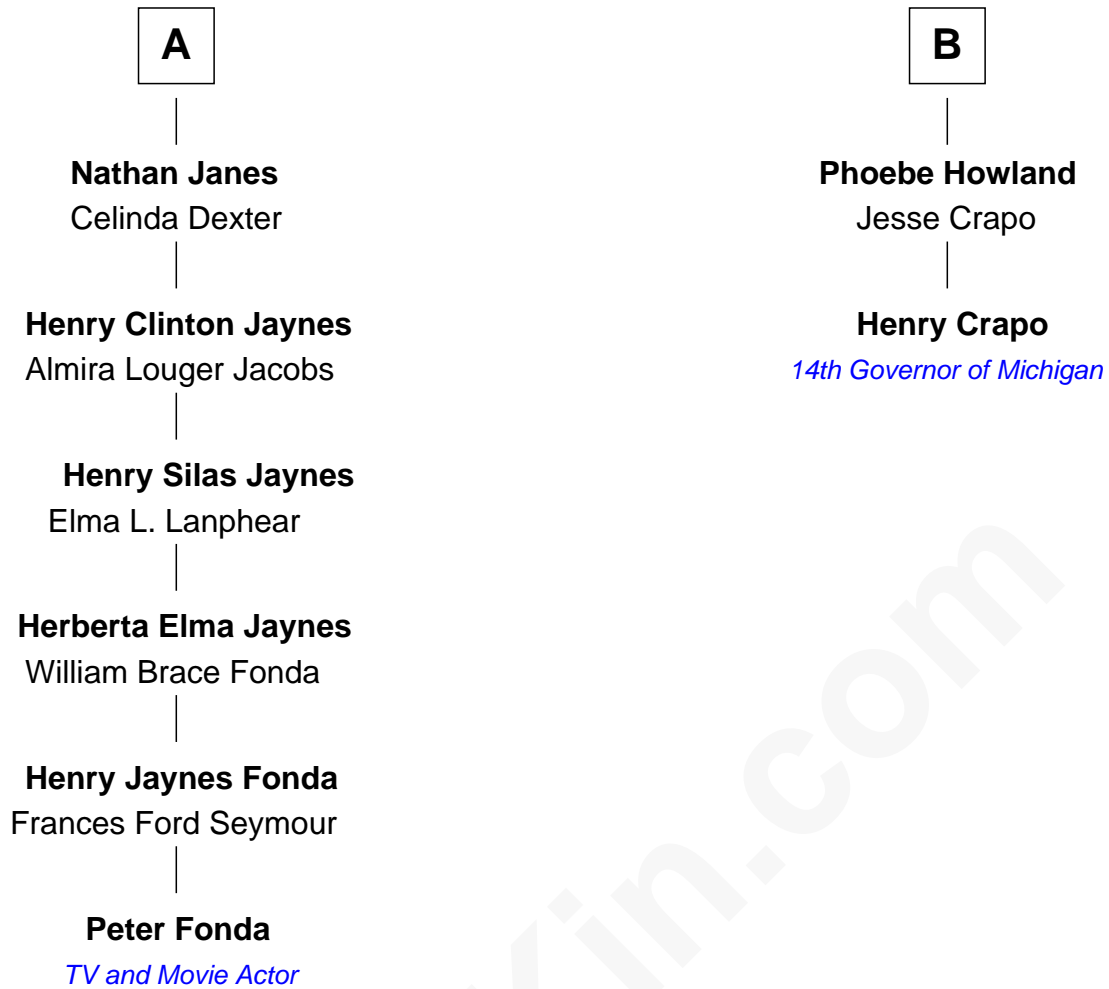 A
Nathan Janes
Celinda Dexter
Henry Clinton Jaynes
Almira Louger Jacobs
Henry Silas Jaynes
Elma L. Lanphear
Herberta Elma Jaynes
William Brace Fonda
Henry Jaynes Fonda
Frances Ford Seymour
Peter Fonda
TV and Movie Actor
B
Phoebe Howland
Jesse Crapo
Henry Crapo
14th Governor of Michigan
Kin.com